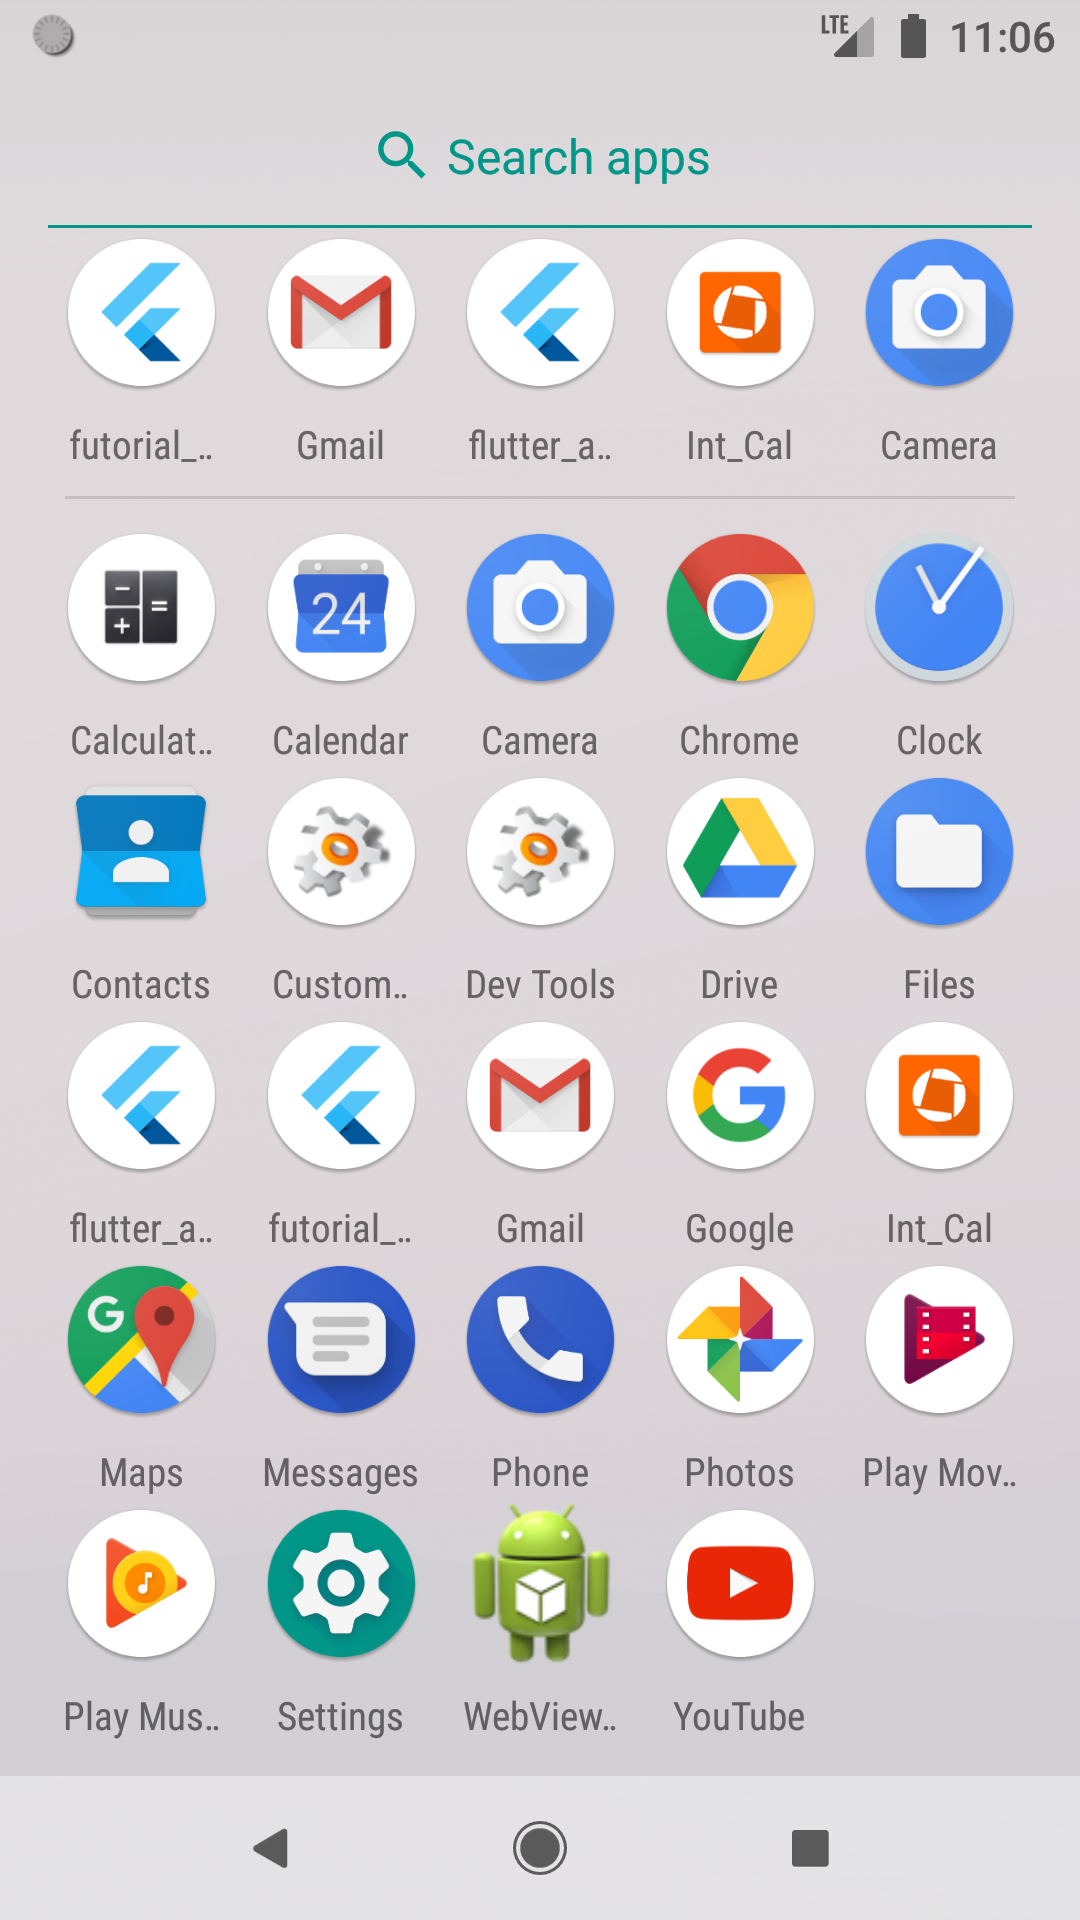 LTE 11:06
Search apps
futorial_.. Gmail flutter_a.. Int_Cal Camera
24
Calculat.. Calendar Camera Chrome Clock
Contacts Custom.. Dev Tools Drive Files
G
flutter_a.. futorial_.. Gmail Google Int_Cal
G
Maps Messages Phone Photos Play Mov..
Play Mus.. Settings WebView.. YouTube